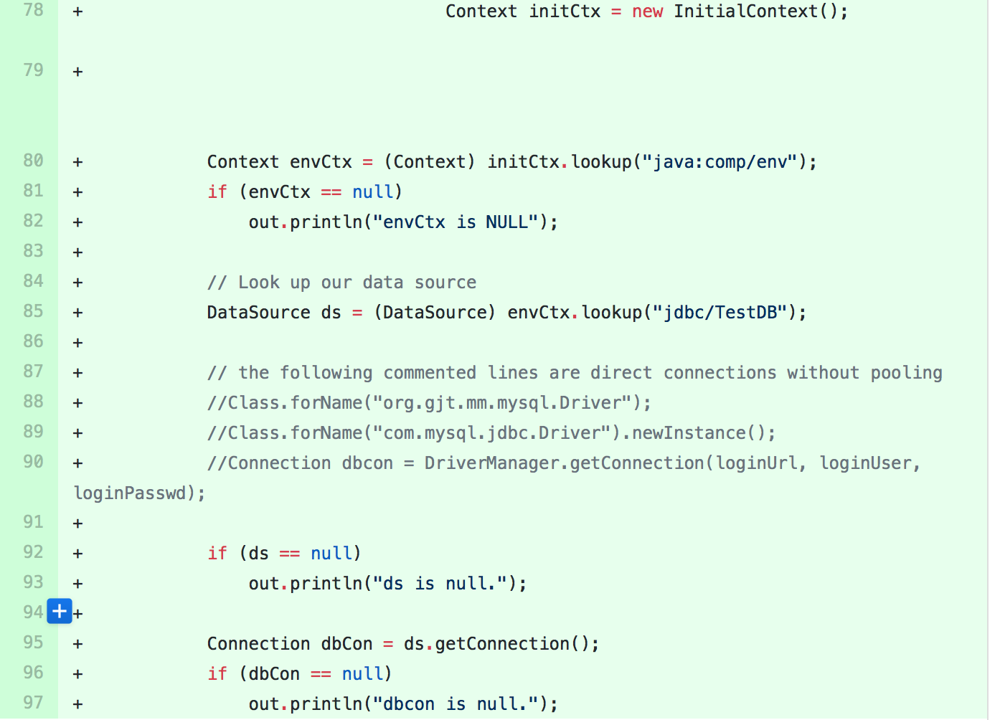 78 + Context initCtx = new InitialContext();
79 +
80 + Context envCtx = (Context) initCtx.lookup("java:comp/env");
81 + if (envCtx == null)
82 + out.println("envCtx is NULL");
83 +
84 + // Look up our data source
85 + DataSource ds = (DataSource) envCtx.lookup("jdbc/TestDB");
86 +
87 + // the following commented lines are direct connections without pooling
88 + //Class.forName("org.gjt.mm.mysql.Driver");
89 + //Class.forName("com.mysql.jdbc.Driver").newInstance();
90 + //Connection dbcon = DriverManager.getConnection(loginUrl, loginUser,
loginPasswd);
91 +
92 + if (ds == null)
93 + out.println("ds is null.");
94 + +
95 + Connection dbCon = ds.getConnection();
96 + if (dbCon == null)
97 + out.println("dbcon is null.");